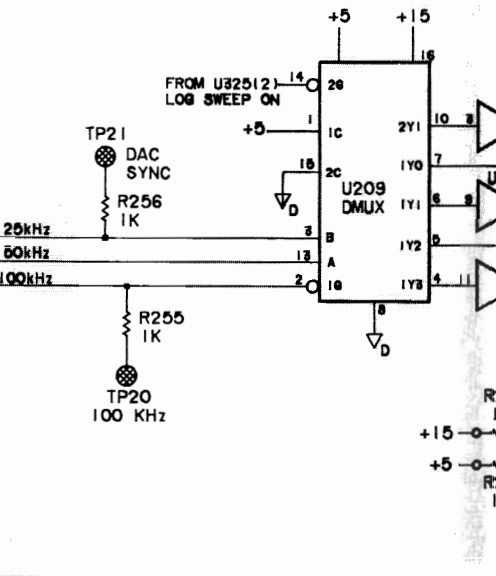 +5
+15
16
FROM U325(2)
LOG SWEEP ON
14
2G
+5
1
1C
2Y1
10
8
TP21
DAC
SYNC
15
2C
1Y0
7
U209
DMUX
R256
1K
D
1Y1
6
9
25kHz
3
B
1Y2
5
50kHz
13
A
100kHz
2
1G
1Y3
4
11
8
R255
1K
D
TP20
100 KHz
+15
+5